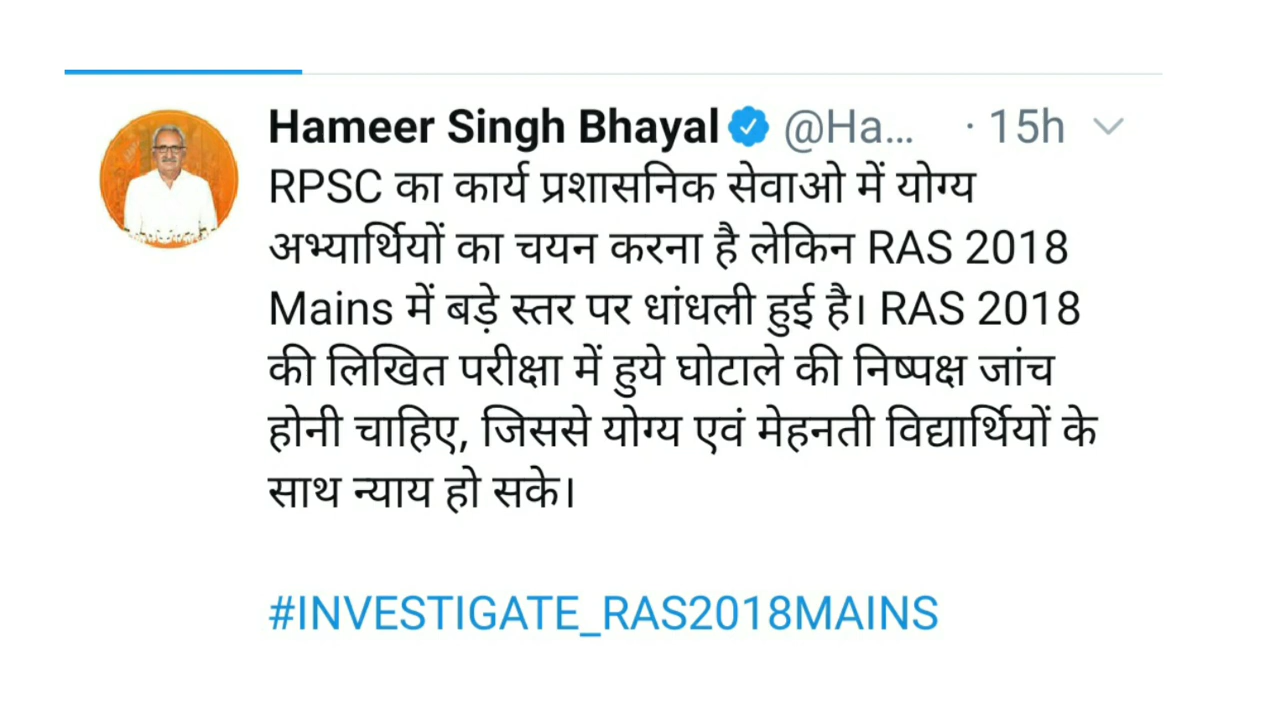 Hameer Singh Bhayal @Ha... · 15h
RPSC का कार्य प्रशासनिक सेवाओ में योग्य
अभ्यार्थियों का चयन करना है लेकिन RAS 2018
Mains में बड़े स्तर पर धांधली हुई है। RAS 2018
की लिखित परीक्षा में हुये घोटाले की निष्पक्ष जांच
होनी चाहिए, जिससे योग्य एवं मेहनती विद्यार्थियों के
साथ न्याय हो सके।
#INVESTIGATE_RAS2018MAINS